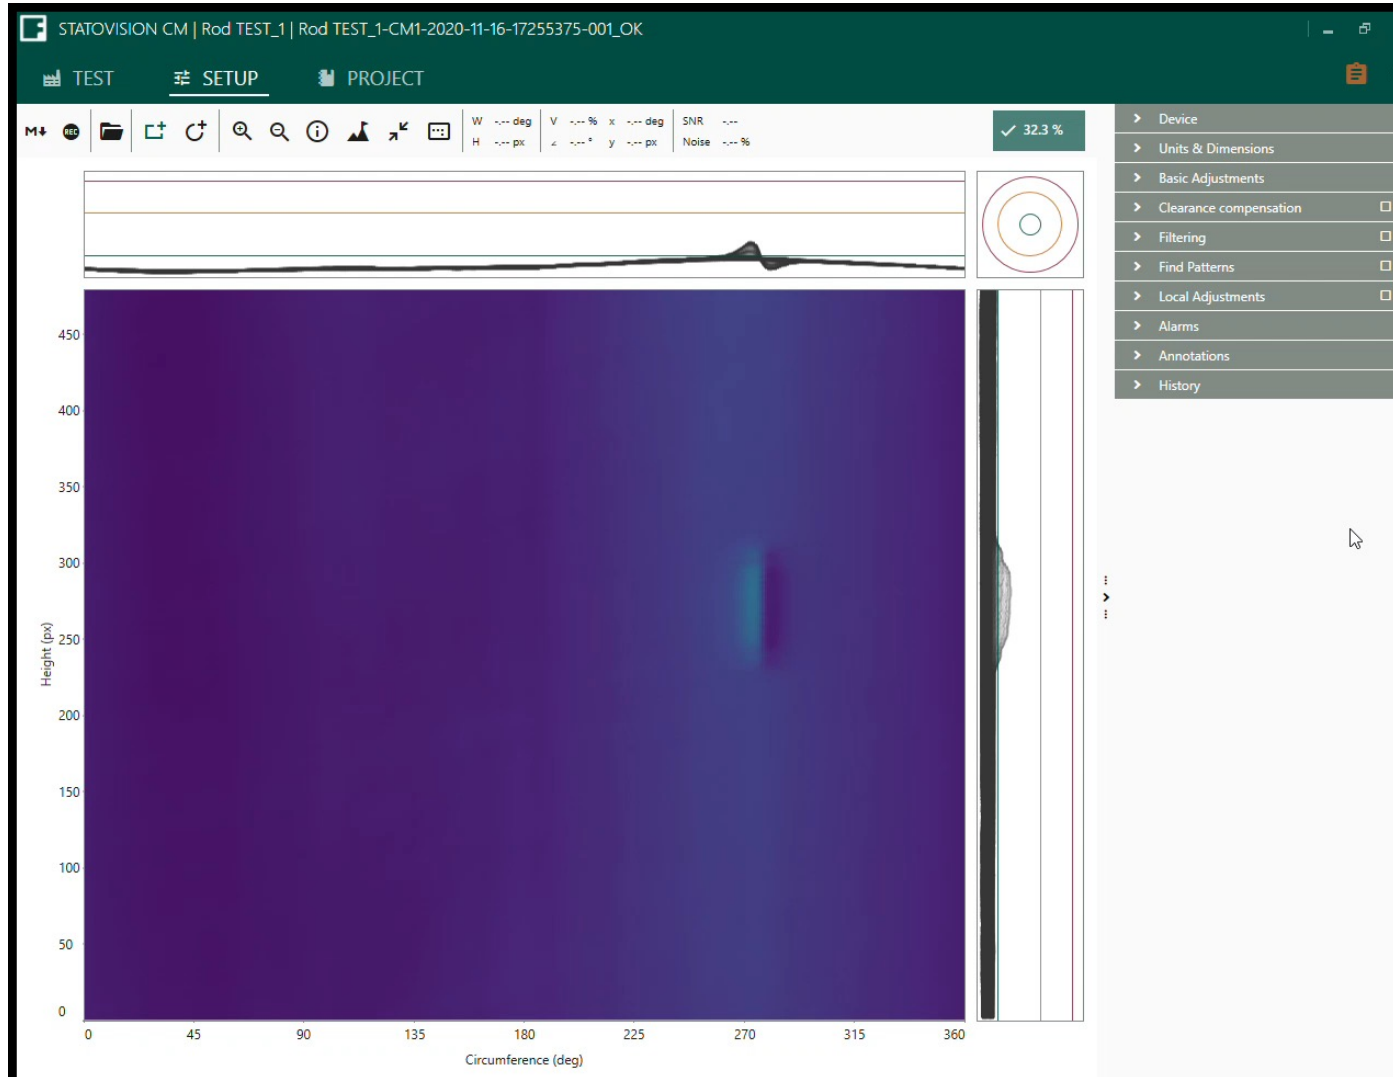 STATOVISION CM | Rod TEST_1 | Rod TEST_1-CM1-2020-11-16-17255375-001_OK
TEST SETUP PROJECT
M REC W -.-- deg V -.-- % x -.-- deg SNR -.--
H -.-- px ∠ -.-- ° y -.-- px Noise -.-- %
32.3 %
Device
Units & Dimensions
Basic Adjustments
Clearance compensation
Filtering
Find Patterns
Local Adjustments
Alarms
Annotations
History
450
400
350
300
250
200
150
100
50
0
Height (px)
0 45 90 135 180 225 270 315 360
Circumference (deg)